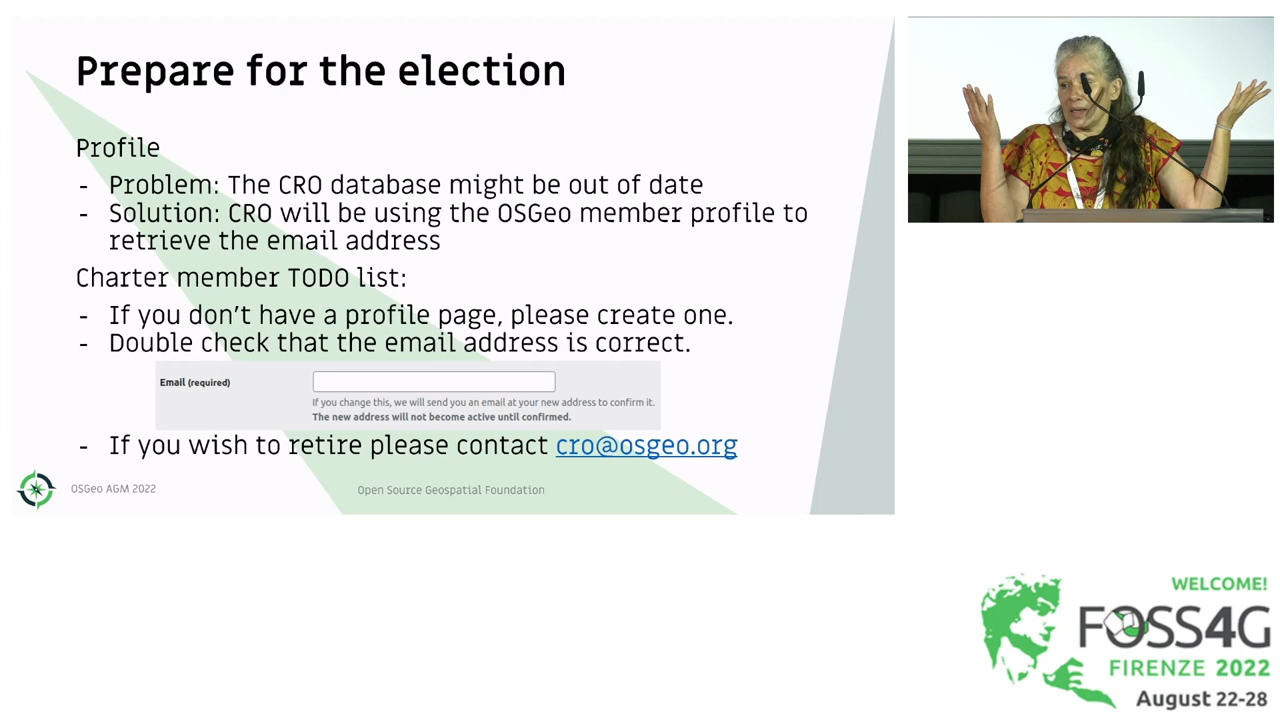 Prepare for the election
Profile
- Problem: The CRO database might be out of date
- Solution: CRO will be using the OSGeo member profile to
retrieve the email address
Charter member TODO list:
- If you don't have a profile page, please create one.
- Double check that the email address is correct.
Email (required)
If you change this, we will send you an email at your new address to confirm it.
The new address will not become active until confirmed.
- If you wish to retire please contact cro@osgeo.org
OSGeo AGM 2022
Open Source Geospatial Foundation
WELCOME!
FOSS4G
FIRENZE 2022
August 22-28